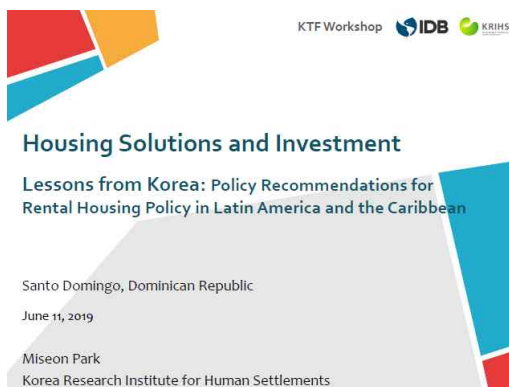 KTF Workshop IDB KRIHS
Housing Solutions and Investment
Lessons from Korea: Policy Recommendations for
Rental Housing Policy in Latin America and the Caribbean
Santo Domingo, Dominican Republic
June 11, 2019
Miseon Park
Korea Research Institute for Human Settlements